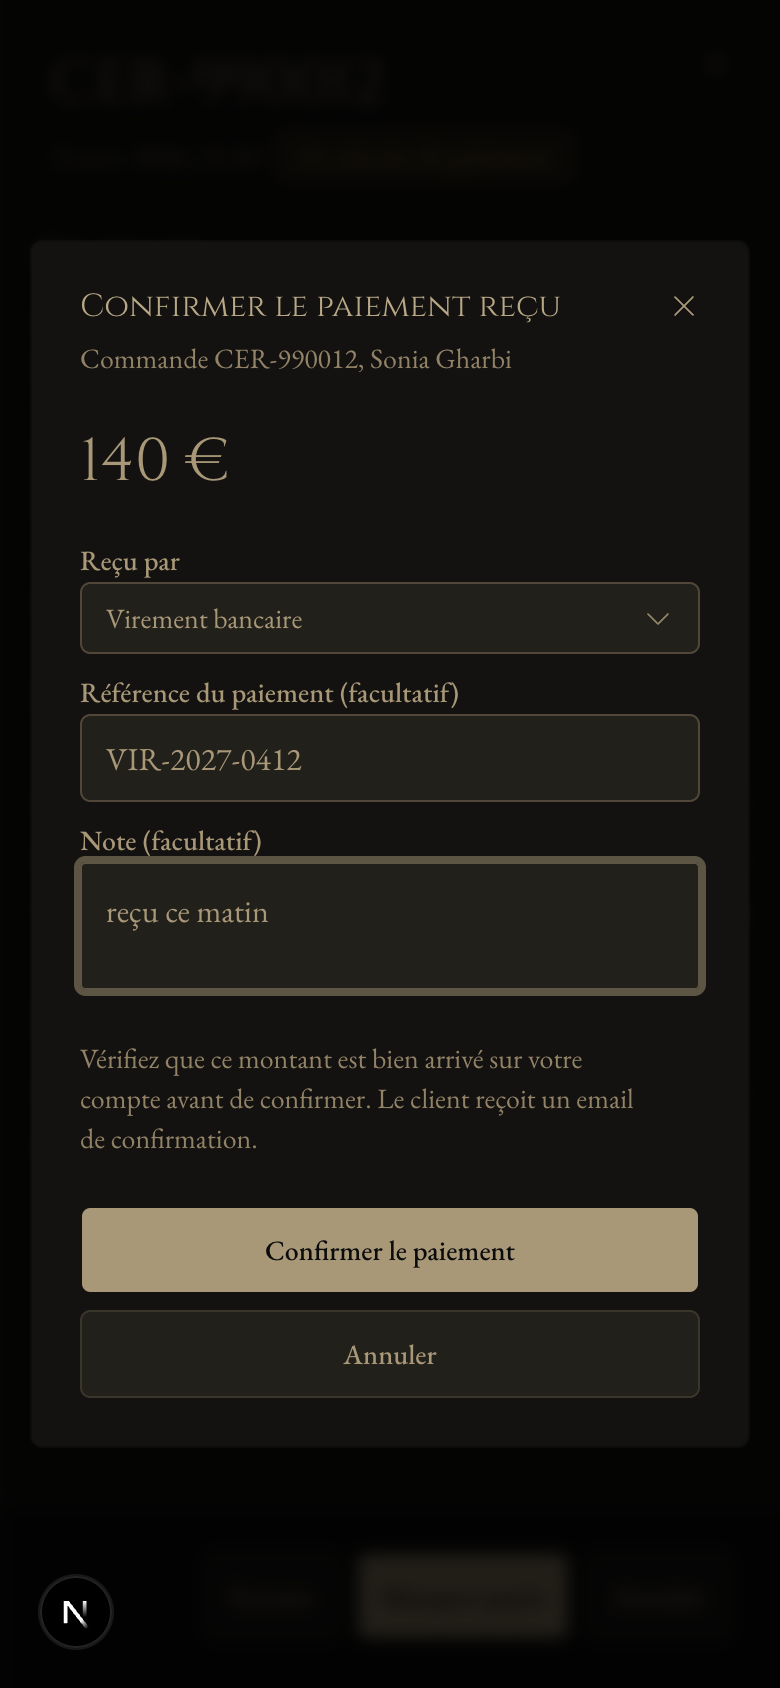 CONFIRMER LE PAIEMENT REÇU
Commande CER-990012, Sonia Gharbi
140 €
Reçu par
Virement bancaire
Référence du paiement (facultatif)
VIR-2027-0412
Note (facultatif)
reçu ce matin
Vérifiez que ce montant est bien arrivé sur votre
compte avant de confirmer. Le client reçoit un email
de confirmation.
Confirmer le paiement
Annuler
N